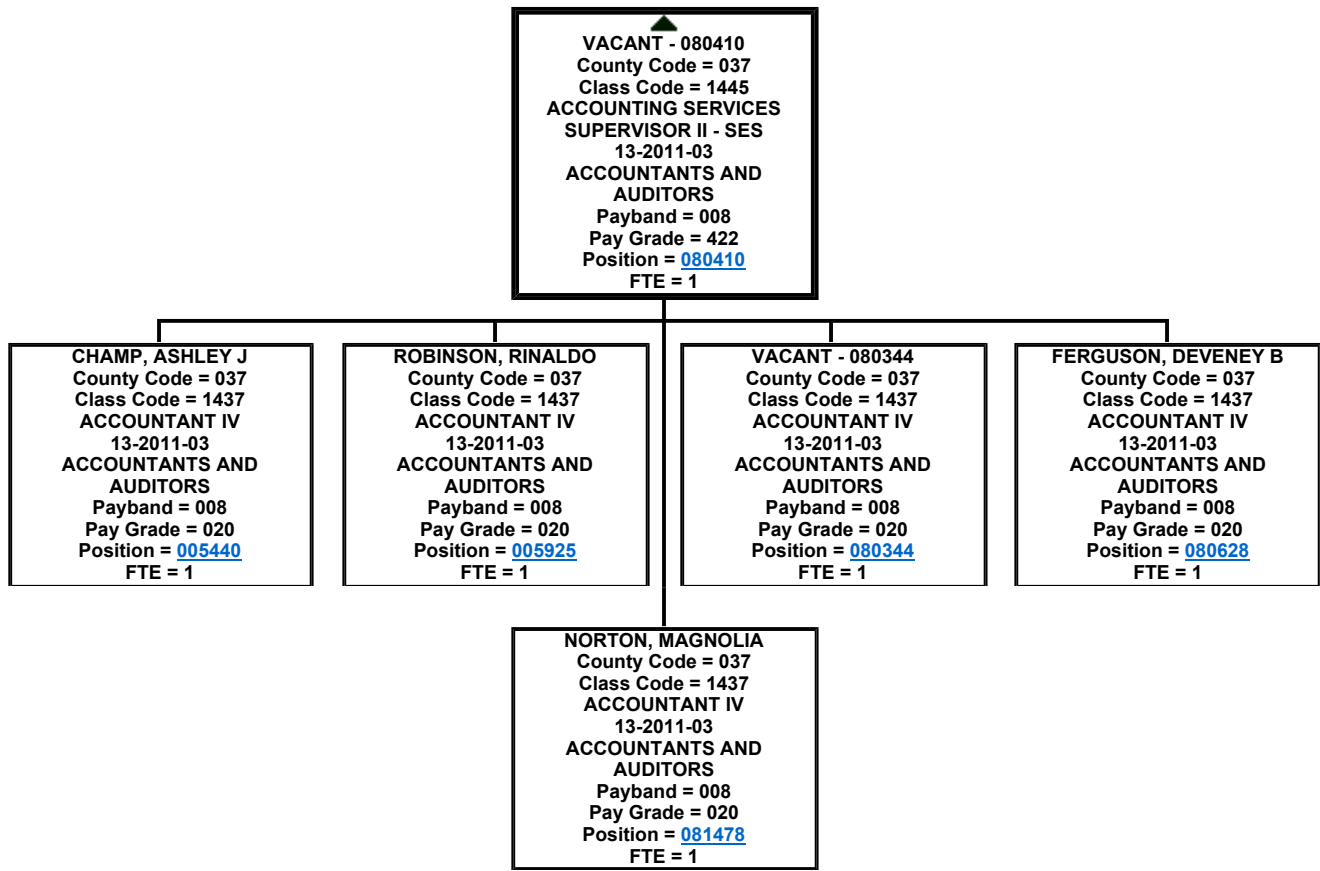 VACANT - 080410
County Code = 037
Class Code = 1445
ACCOUNTING SERVICES
SUPERVISOR II - SES
13-2011-03
ACCOUNTANTS AND
AUDITORS
Payband = 008
Pay Grade = 422
Position = 080410
FTE = 1
CHAMP, ASHLEY J
County Code = 037
Class Code = 1437
ACCOUNTANT IV
13-2011-03
ACCOUNTANTS AND
AUDITORS
Payband = 008
Pay Grade = 020
Position = 005440
FTE = 1
ROBINSON, RINALDO
County Code = 037
Class Code = 1437
ACCOUNTANT IV
13-2011-03
ACCOUNTANTS AND
AUDITORS
Payband = 008
Pay Grade = 020
Position = 005925
FTE = 1
VACANT - 080344
County Code = 037
Class Code = 1437
ACCOUNTANT IV
13-2011-03
ACCOUNTANTS AND
AUDITORS
Payband = 008
Pay Grade = 020
Position = 080344
FTE = 1
FERGUSON, DEVENEY B
County Code = 037
Class Code = 1437
ACCOUNTANT IV
13-2011-03
ACCOUNTANTS AND
AUDITORS
Payband = 008
Pay Grade = 020
Position = 080628
FTE = 1
NORTON, MAGNOLIA
County Code = 037
Class Code = 1437
ACCOUNTANT IV
13-2011-03
ACCOUNTANTS AND
AUDITORS
Payband = 008
Pay Grade = 020
Position = 081478
FTE = 1